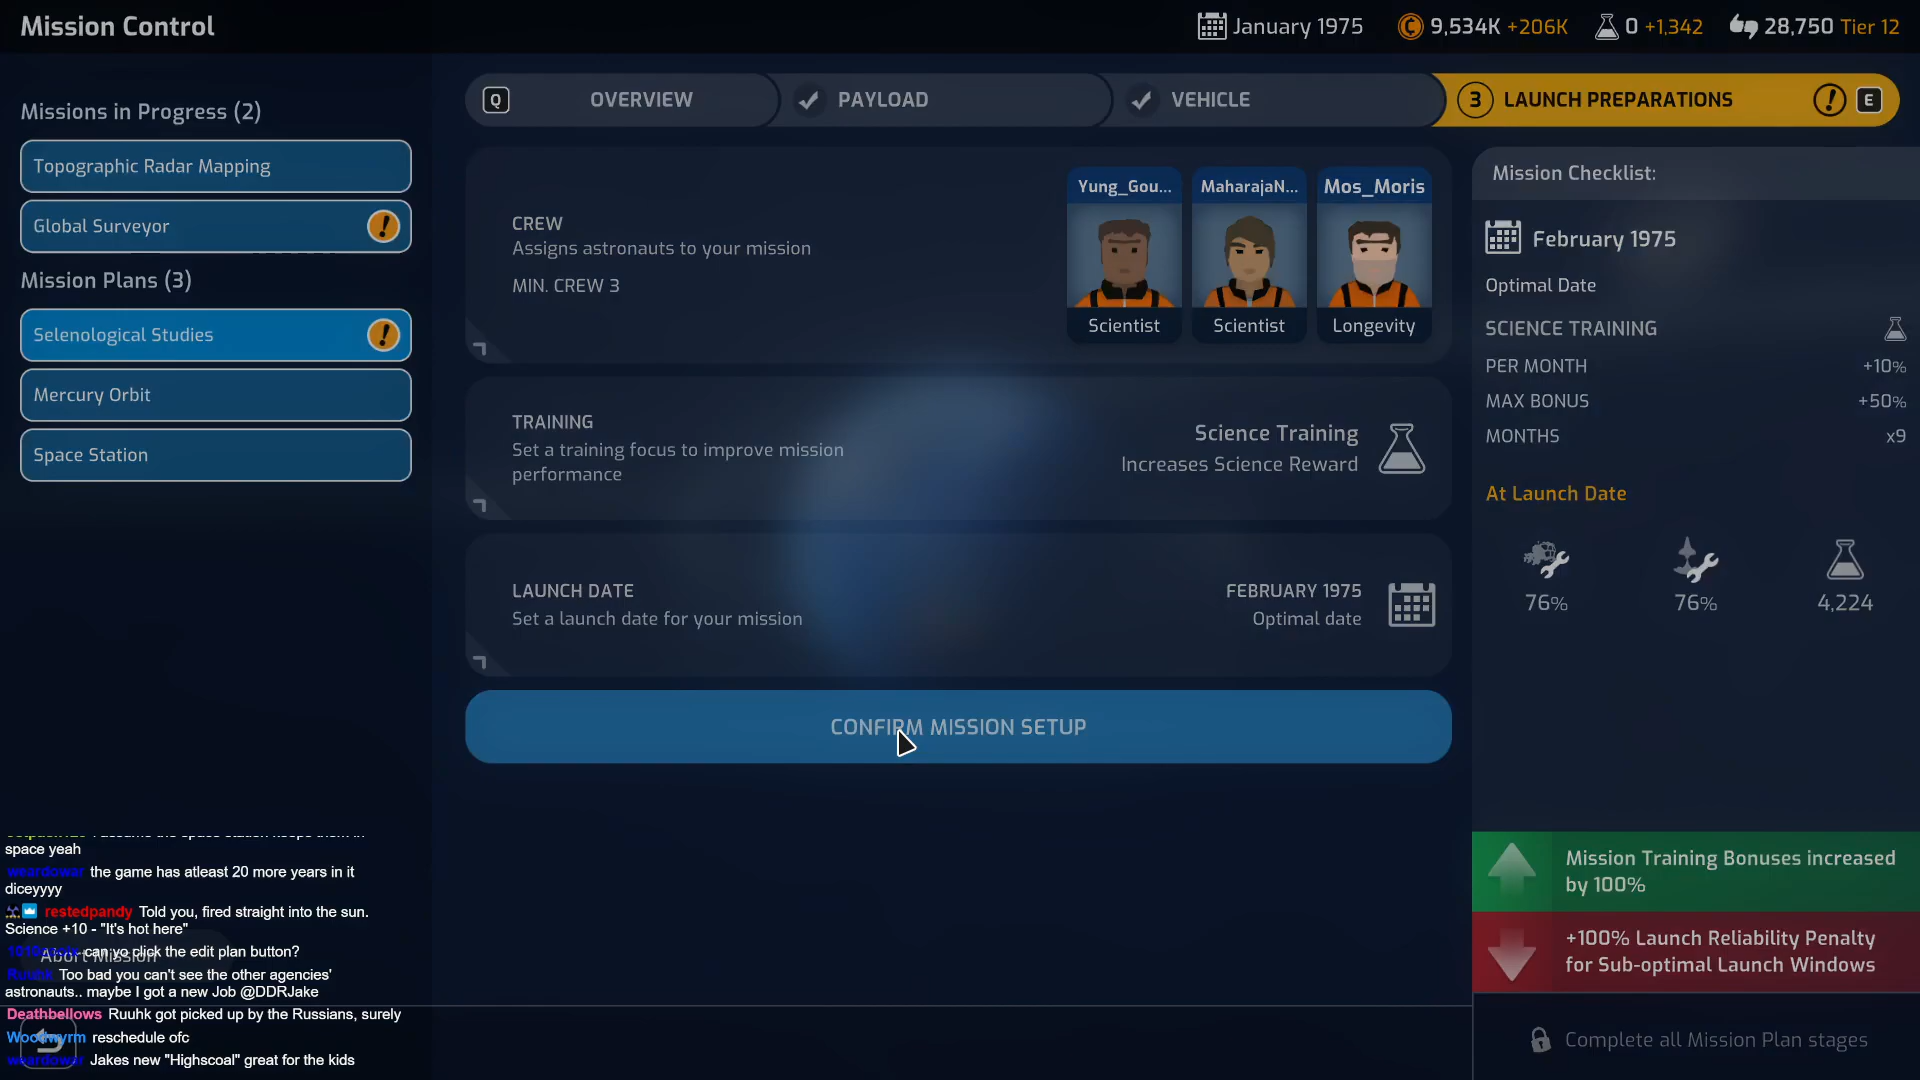 Mission Control
January 1975
9,534K +206K
0 +1,342
28,750 Tier 12
Missions in Progress (2)
Topographic Radar Mapping
Global Surveyor
Mission Plans (3)
Selenological Studies
Mercury Orbit
Space Station
Q
OVERVIEW
PAYLOAD
VEHICLE
3 LAUNCH PREPARATIONS
E
CREW
Assigns astronauts to your mission
MIN. CREW 3
Yung_Gou...
Scientist
MaharajaN...
Scientist
Mos_Moris
Longevity
TRAINING
Set a training focus to improve mission
performance
Science Training
Increases Science Reward
LAUNCH DATE
Set a launch date for your mission
FEBRUARY 1975
Optimal date
CONFIRM MISSION SETUP
Mission Checklist:
February 1975
Optimal Date
SCIENCE TRAINING
PER MONTH +10%
MAX BONUS +50%
MONTHS x9
At Launch Date
76%
76%
4,224
Mission Training Bonuses increased
by 100%
+100% Launch Reliability Penalty
for Sub-optimal Launch Windows
Complete all Mission Plan stages
space yeah
weardowar the game has atleast 20 more years in it
diceyyyy
restedpandy Told you, fired straight into the sun.
Science +10 - "It's hot here"
can yo click the edit plan button?
Abort Mission
Ruuhk Too bad you can't see the other agencies'
astronauts.. maybe I got a new Job @DDRJake
Deathbellows Ruuhk got picked up by the Russians, surely
reschedule ofc
weardowar Jakes new "Highscoal" great for the kids